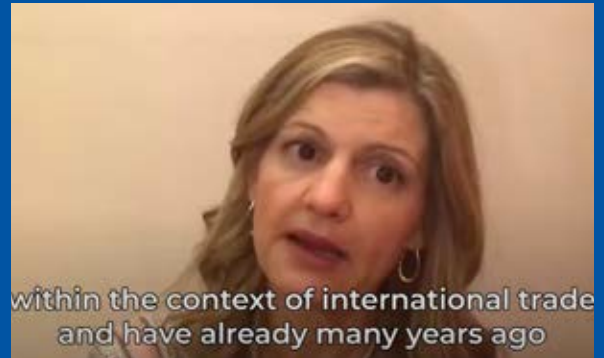 within the context of international trade
and have already many years ago